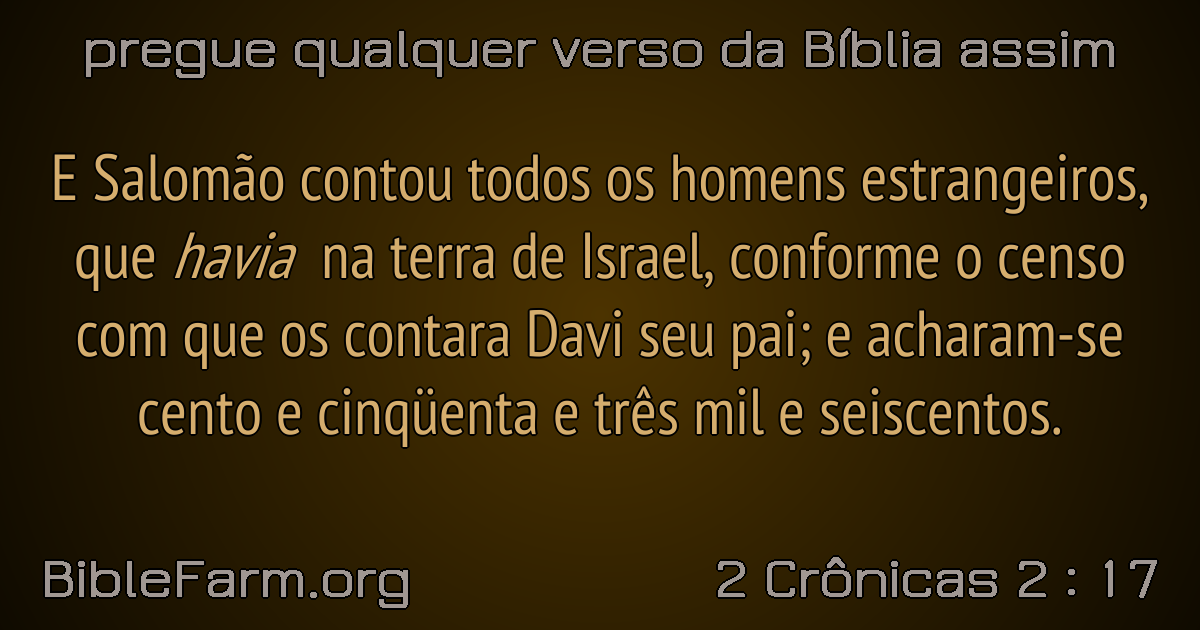 pregue qualquer verso da Bíblia assim
E Salomão contou todos os homens estrangeiros,
que havia na terra de Israel, conforme o censo
com que os contara Davi seu pai; e acharam-se
cento e cinqüenta e três mil e seiscentos.
BibleFarm.org
2 Crônicas 2 : 17